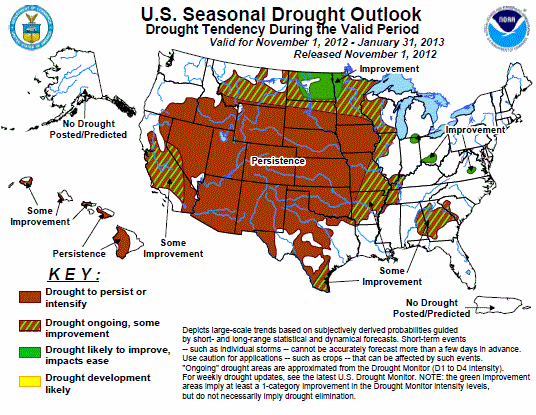 U.S. Seasonal Drought Outlook
Drought Tendency During the Valid Period
Valid for November 1, 2012 - January 31, 2013
Released November 1, 2012
NOAA
Improvement
No Drought
Posted/Predicted
Improvement
Persistence
Some
Improvement
Persistence
Some
Improvement
Some
Improvement
No Drought
Posted/Predicted
KEY:
Drought to persist or
intensify
Drought ongoing, some
improvement
Drought likely to improve,
impacts ease
Drought development
likely
Depicts large-scale trends based on subjectively derived probabilities guided
by short- and long-range statistical and dynamical forecasts. Short-term events
-- such as individual storms -- cannot be accurately forecast more than a few days in advance.
Use caution for applications -- such as crops -- that can be affected by such events.
"Ongoing" drought areas are approximated from the Drought Monitor (D1 to D4 intensity).
For weekly drought updates, see the latest U.S. Drought Monitor. NOTE: the green improvement
areas imply at least a 1-category improvement in the Drought Monitor intensity levels,
but do not necessarily imply drought elimination.